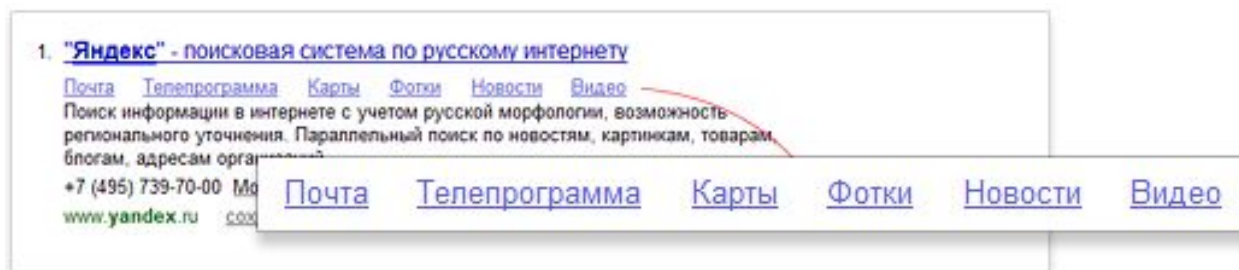 1. "Яндекс" - поисковая система по русскому интернету
Почта Телепрограмма Карты Фотки Новости Видео
Поиск информации в интернете с учетом русской морфологии, возможность
регионального уточнения. Параллельный поиск по новостям, картинкам, товарам,
блогам, адресам
+7 (495) 739-70-00
www.yandex.ru
Почта Телепрограмма Карты Фотки Новости Видео